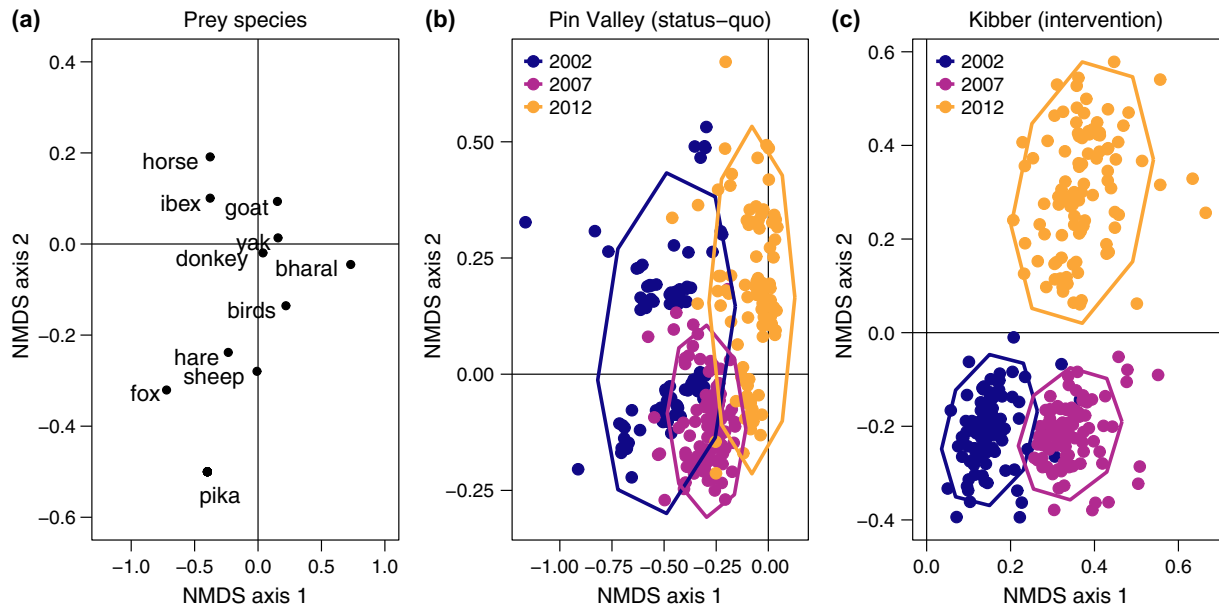 (a)
Prey species
0.4
0.2
0.0
−0.2
−0.4
−0.6
NMDS axis 2
horse
ibex
goat
yak
donkey
bharal
birds
hare
sheep
fox
pika
−1.0
−0.5
0.0
0.5
1.0
NMDS axis 1
(b)
Pin Valley (status−quo)
2002
2007
2012
0.50
0.25
0.00
−0.25
NMDS axis 2
−1.00
−0.75
−0.50
−0.25
0.00
NMDS axis 1
(c)
Kibber (intervention)
2002
2007
2012
0.6
0.4
0.2
0.0
−0.2
−0.4
NMDS axis 2
0.0
0.2
0.4
0.6
NMDS axis 1